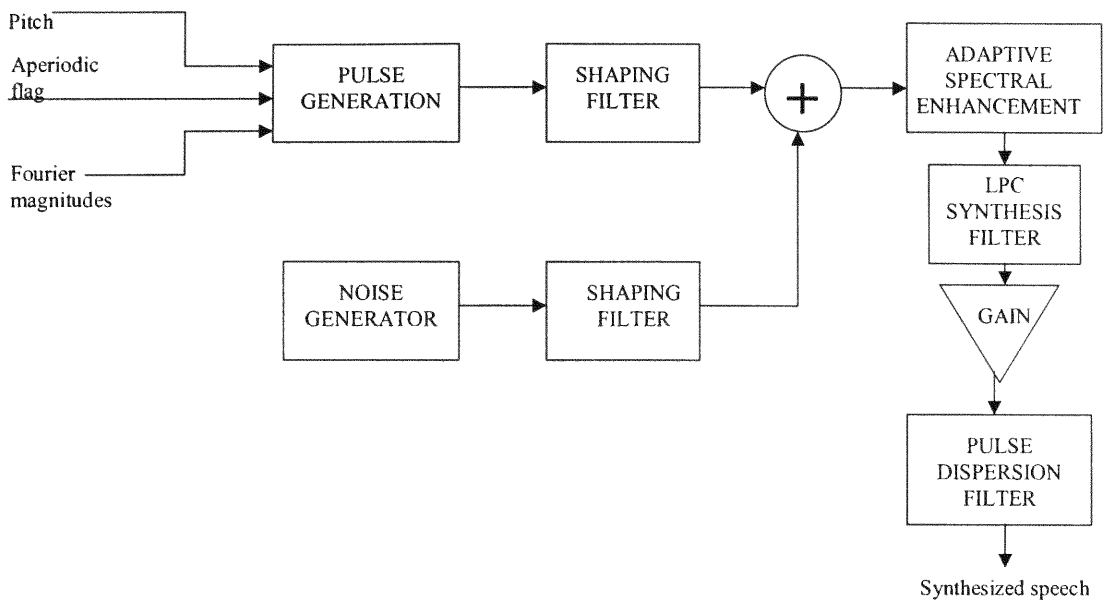 Pitch
Aperiodic
flag
Fourier
magnitudes
PULSE
GENERATION
SHAPING
FILTER
+
ADAPTIVE
SPECTRAL
ENHANCEMENT
NOISE
GENERATOR
SHAPING
FILTER
LPC
SYNTHESIS
FILTER
GAIN
PULSE
DISPERSION
FILTER
Synthesized speech